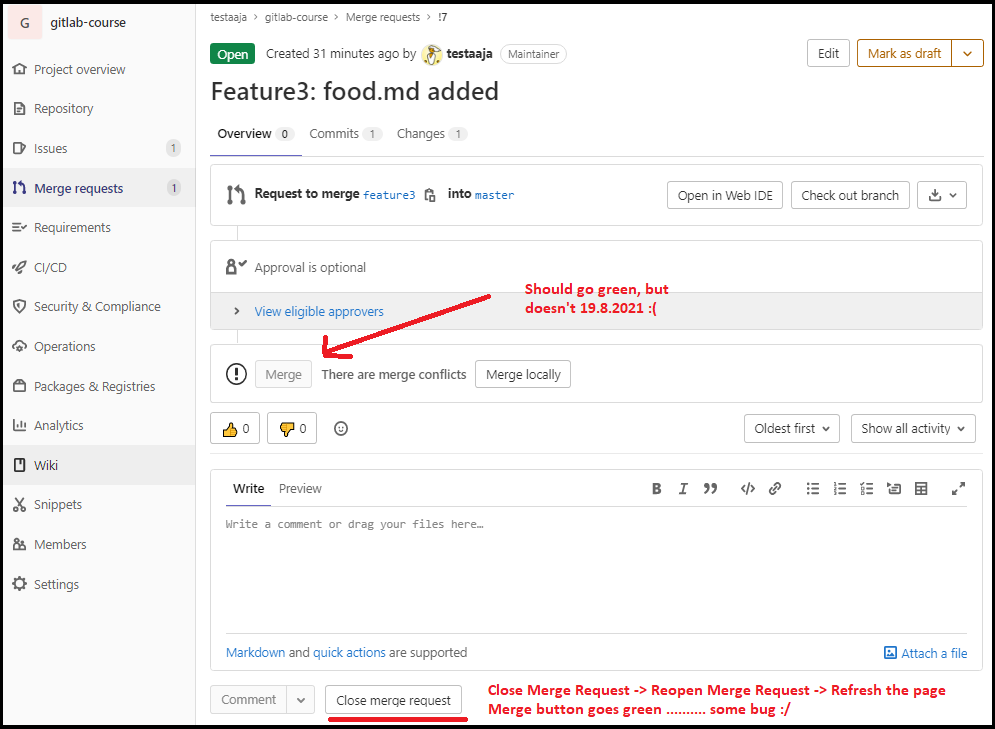 G gitlab-course
Project overview
Repository
Issues 1
Merge requests 1
Requirements
CI/CD
Security & Compliance
Operations
Packages & Registries
Analytics
Wiki
Snippets
Members
Settings
testaaja > gitlab-course > Merge requests > !7
Open Created 31 minutes ago by testaaja Maintainer Edit Mark as draft
Feature3: food.md added
Overview 0 Commits 1 Changes 1
Request to merge feature3 into master Open in Web IDE Check out branch
Approval is optional
View eligible approvers
Should go green, but
doesn't 19.8.2021 :(
Merge There are merge conflicts Merge locally
0 0 Oldest first Show all activity
Write Preview
Write a comment or drag your files here…
Markdown and quick actions are supported Attach a file
Comment Close merge request
Close Merge Request -> Reopen Merge Request -> Refresh the page
Merge button goes green .......... some bug :/